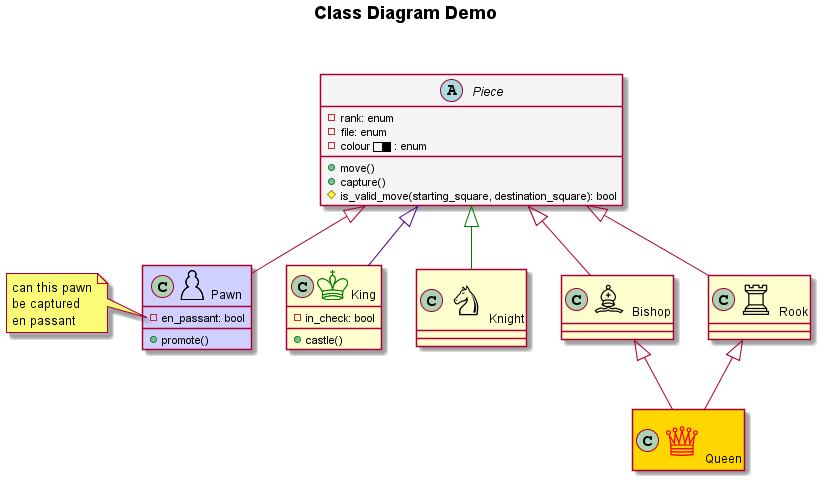 Class Diagram Demo
A Piece
rank: enum
file: enum
colour : enum
move()
capture()
is_valid_move(starting_square, destination_square): bool
can this pawn
be captured
en passant
C Pawn
en_passant: bool
promote()
C King
in_check: bool
castle()
C Knight
C Bishop
C Rook
C Queen